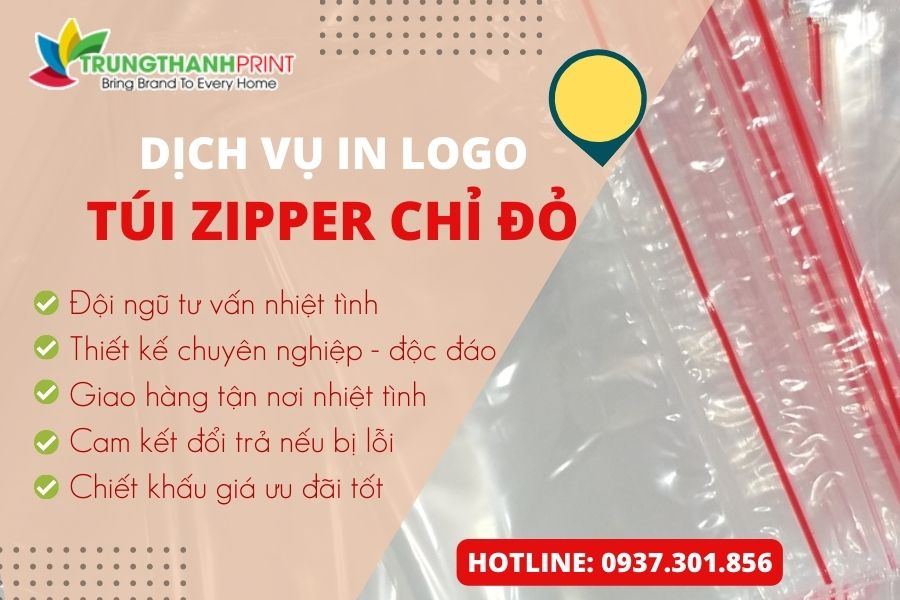 TRUNGTHANHPRINT
Bring Brand To Every Home
DỊCH VỤ IN LOGO
TÚI ZIPPER CHỈ ĐỎ
Đội ngũ tư vấn nhiệt tình
Thiết kế chuyên nghiệp - độc đáo
Giao hàng tận nơi nhiệt tình
Cam kết đổi trả nếu bị lỗi
Chiết khấu giá ưu đãi tốt
HOTLINE: 0937.301.856